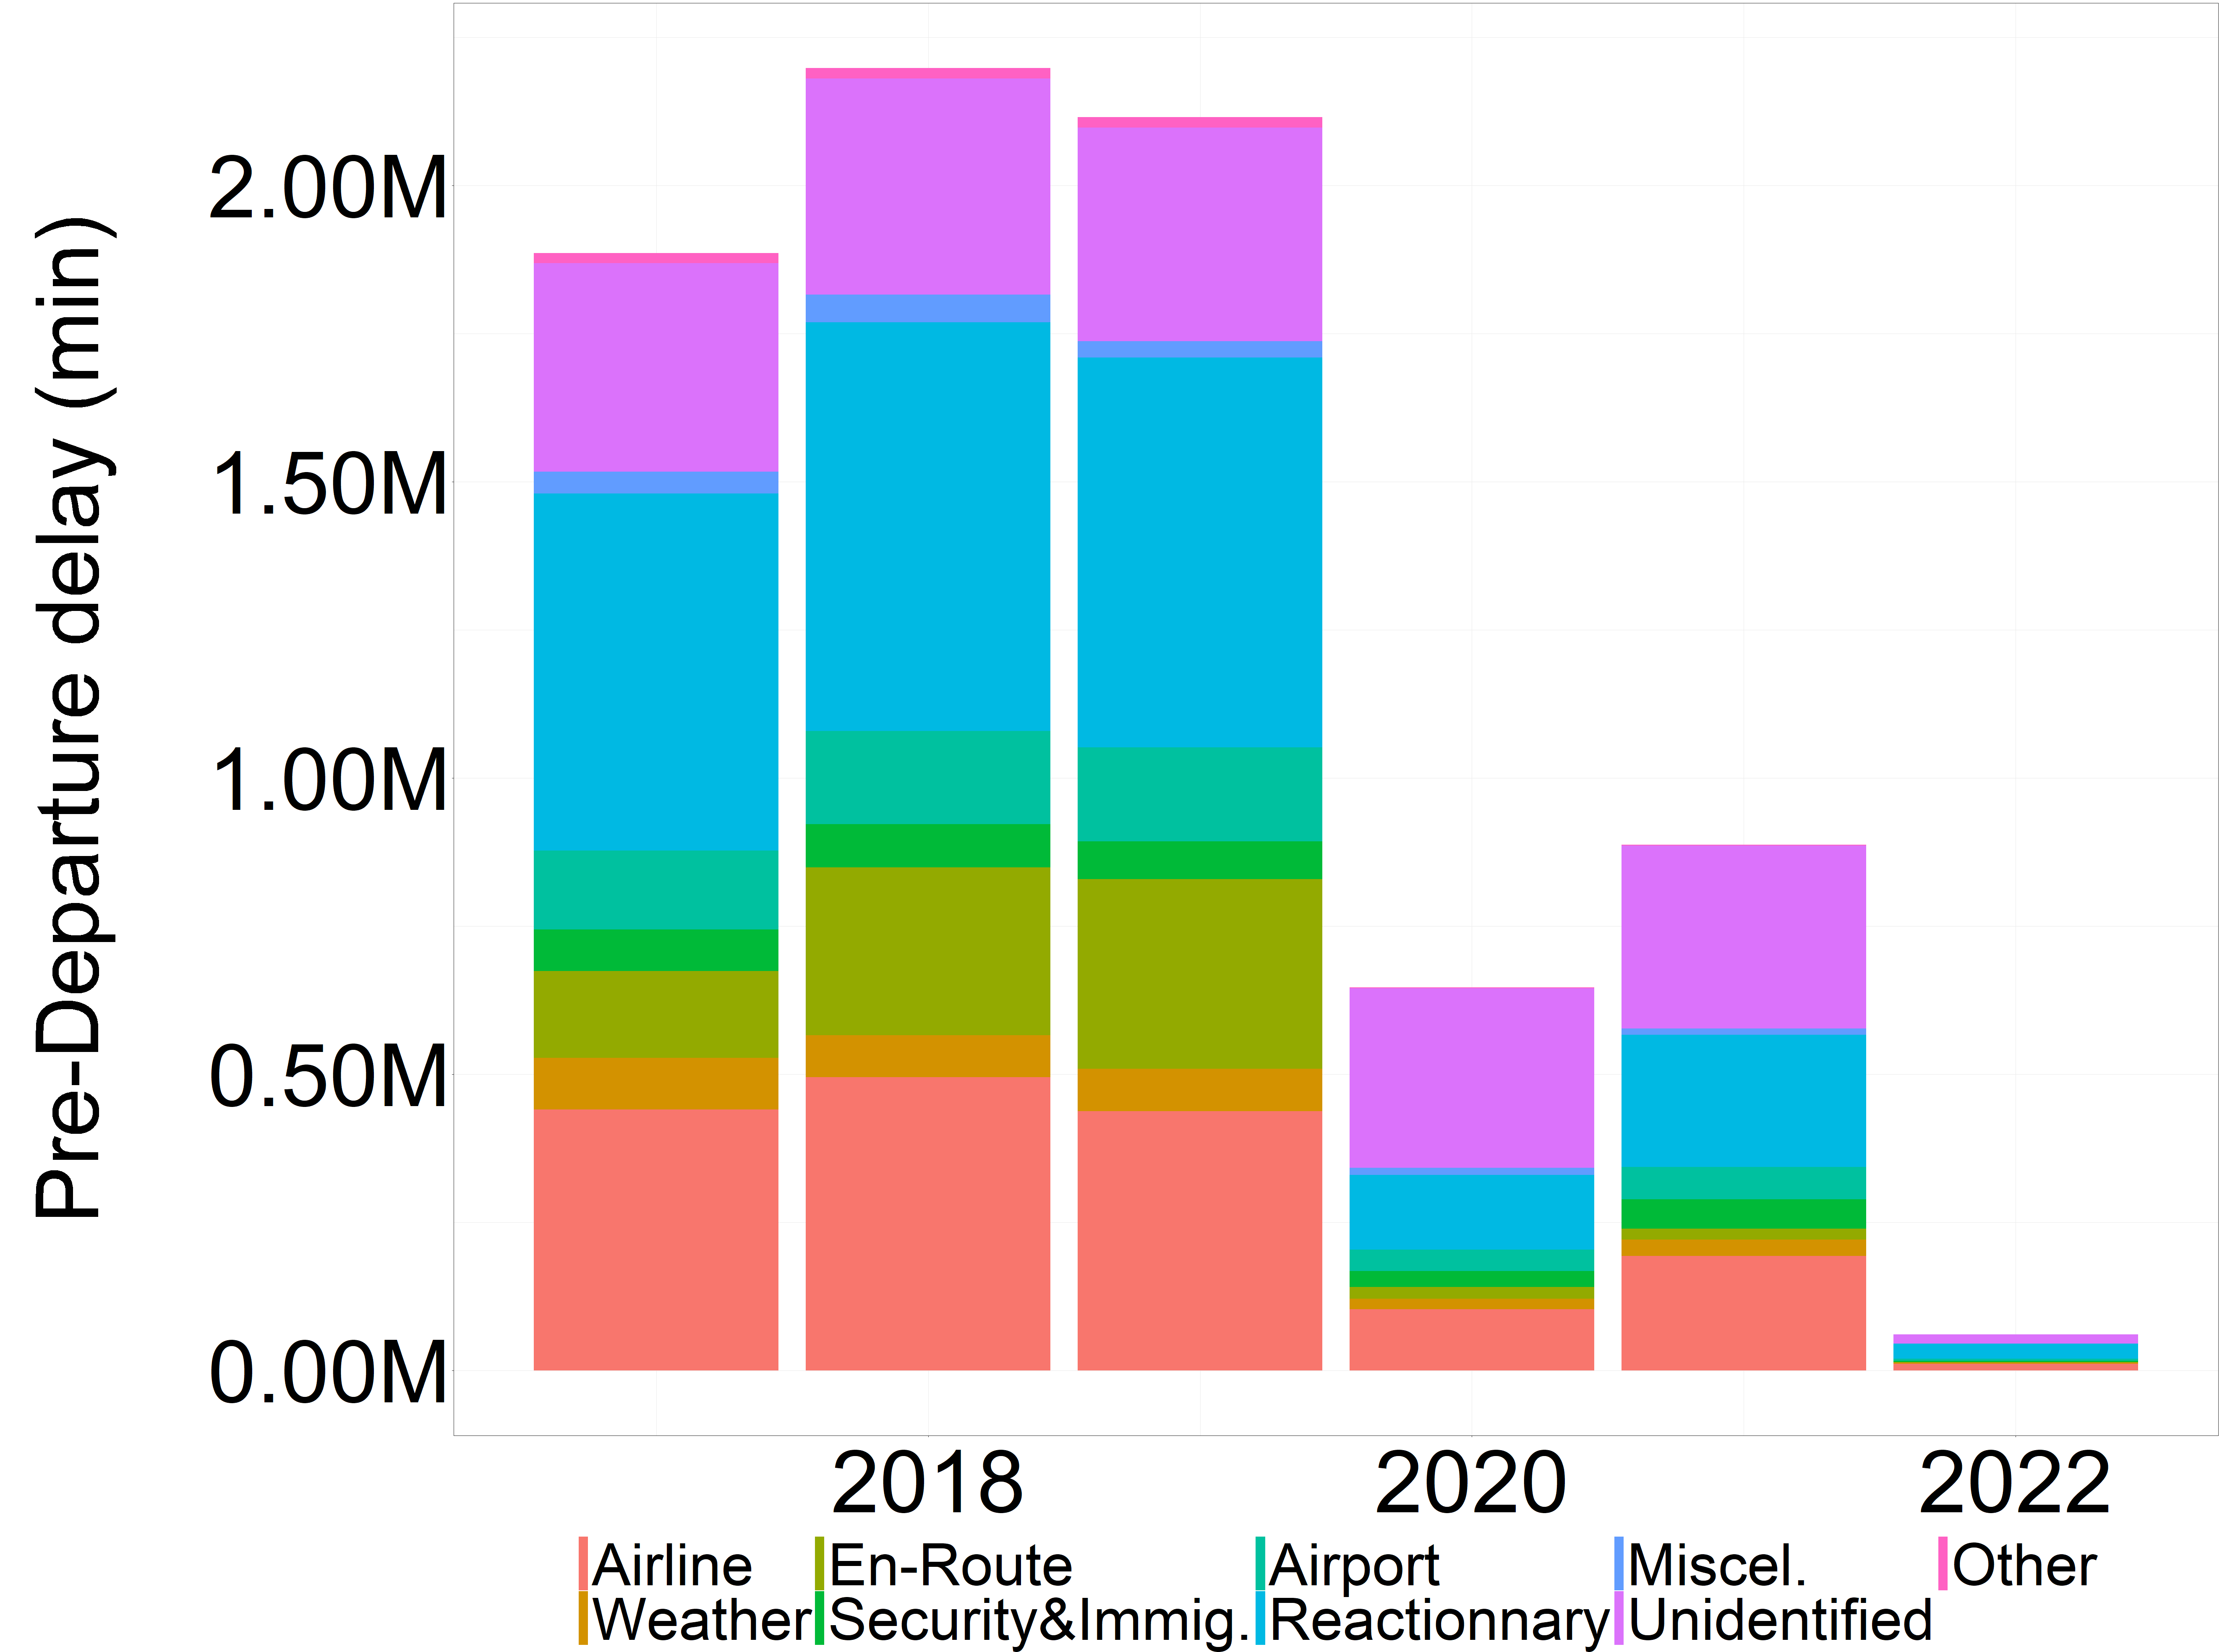 Pre-Departure delay (min)
2.00M
1.50M
1.00M
0.50M
0.00M
2018 2020 2022
Airline En-Route Airport Miscel. Other
Weather Security&Immig. Reactionnary Unidentified